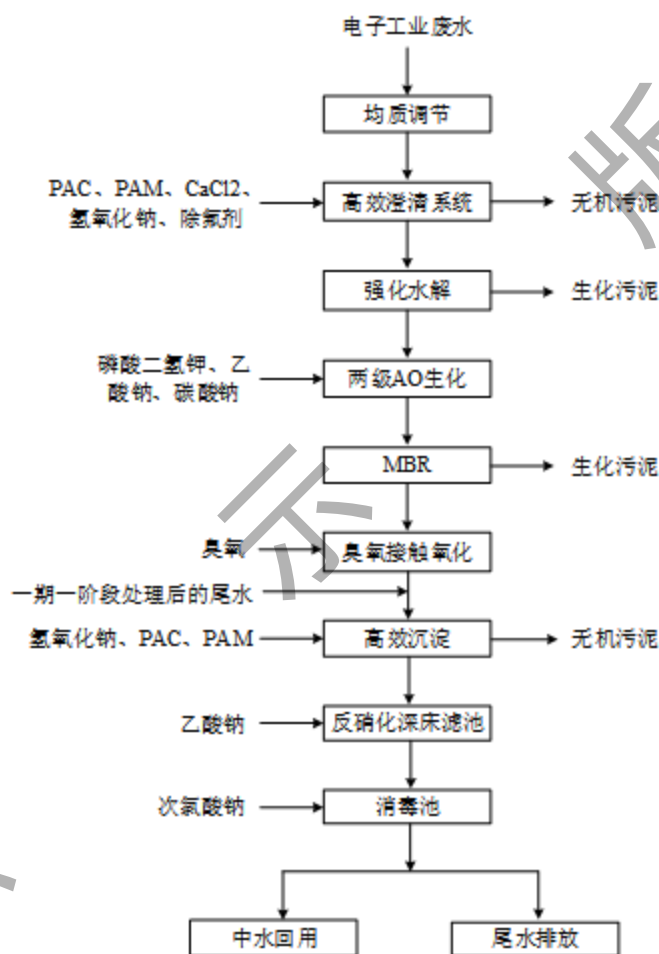 电子工业废水
均质调节
PAC、PAM、CaCl2、
氢氧化钠、除氟剂
高效澄清系统
无机污泥
强化水解
生化污泥
磷酸二氢钾、乙
酸钠、碳酸钠
两级AO生化
MBR
生化污泥
臭氧
臭氧接触氧化
一期一阶段处理后的尾水
氢氧化钠、PAC、PAM
高效沉淀
无机污泥
乙酸钠
反硝化深床滤池
次氯酸钠
消毒池
中水回用
尾水排放
版
示